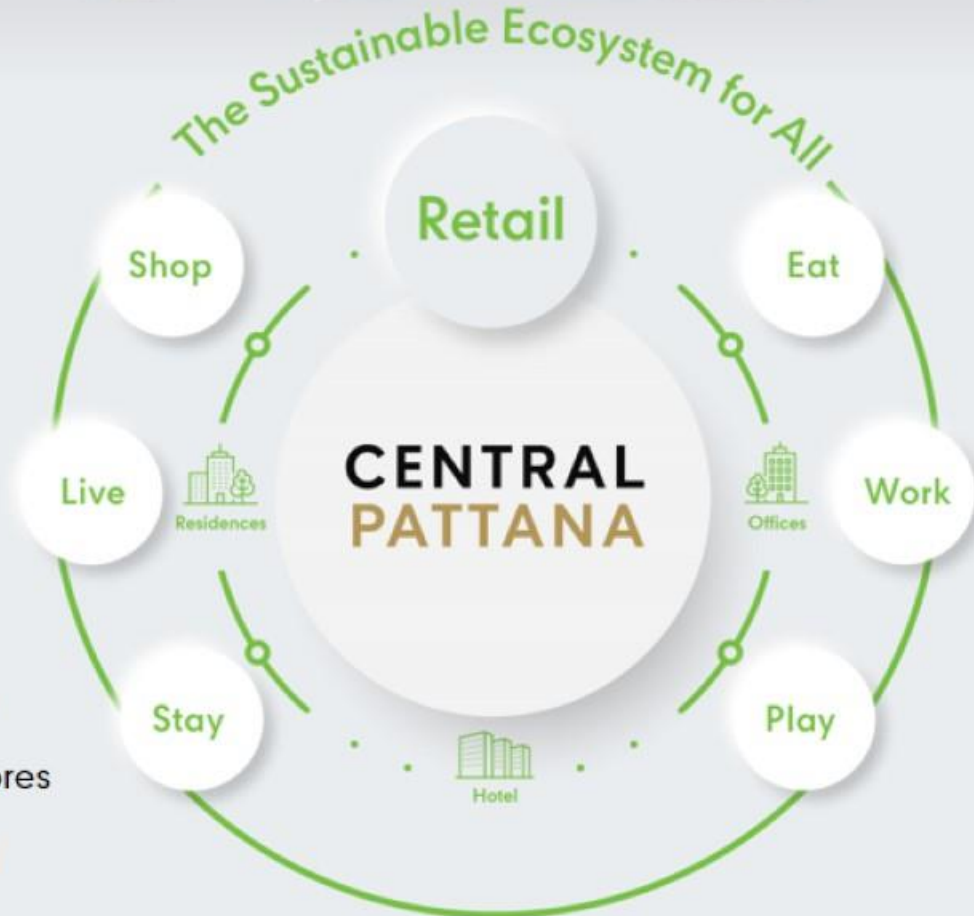 The Sustainable Ecosystem for All
Retail
Shop
Eat
Live
Residences
CENTRAL
PATTANA
Offices
Work
Stay
Play
Hotel